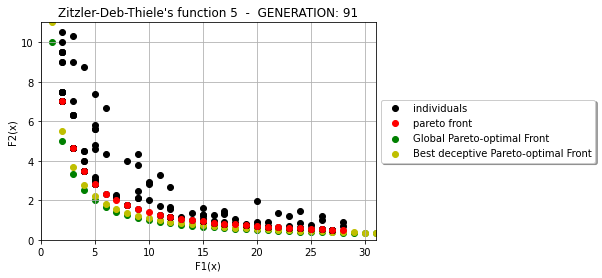 Zitzler-Deb-Thiele's function 5 - GENERATION: 91
F2(x)
10
8
6
4
2
0
0 5 10 15 20 25 30
F1(x)
individuals
pareto front
Global Pareto-optimal Front
Best deceptive Pareto-optimal Front